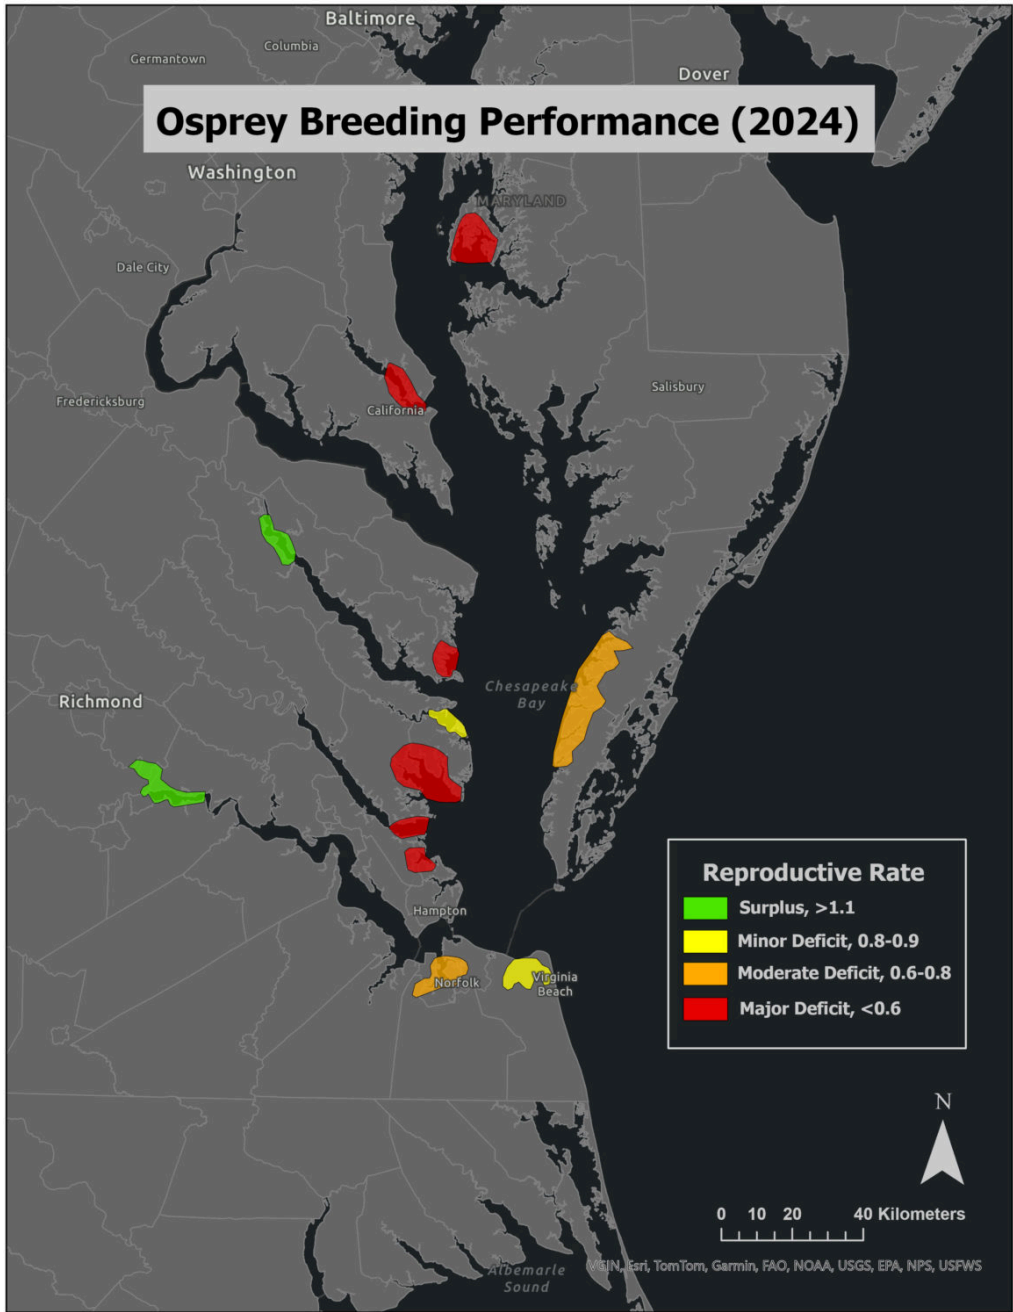 Baltimore
Columbia
Germantown
Dover
Osprey Breeding Performance (2024)
Washington
MARYLAND
Dale City
Salisbury
Fredericksburg
California
Chesapeake
Bay
Richmond
Reproductive Rate
Surplus, >1.1
Minor Deficit, 0.8-0.9
Moderate Deficit, 0.6-0.8
Major Deficit, <0.6
Hampton
Norfolk
Virginia
Beach
N
0 10 20 40 Kilometers
VGIN, Esri, TomTom, Garmin, FAO, NOAA, USGS, EPA, NPS, USFWS
Albemarle
Sound